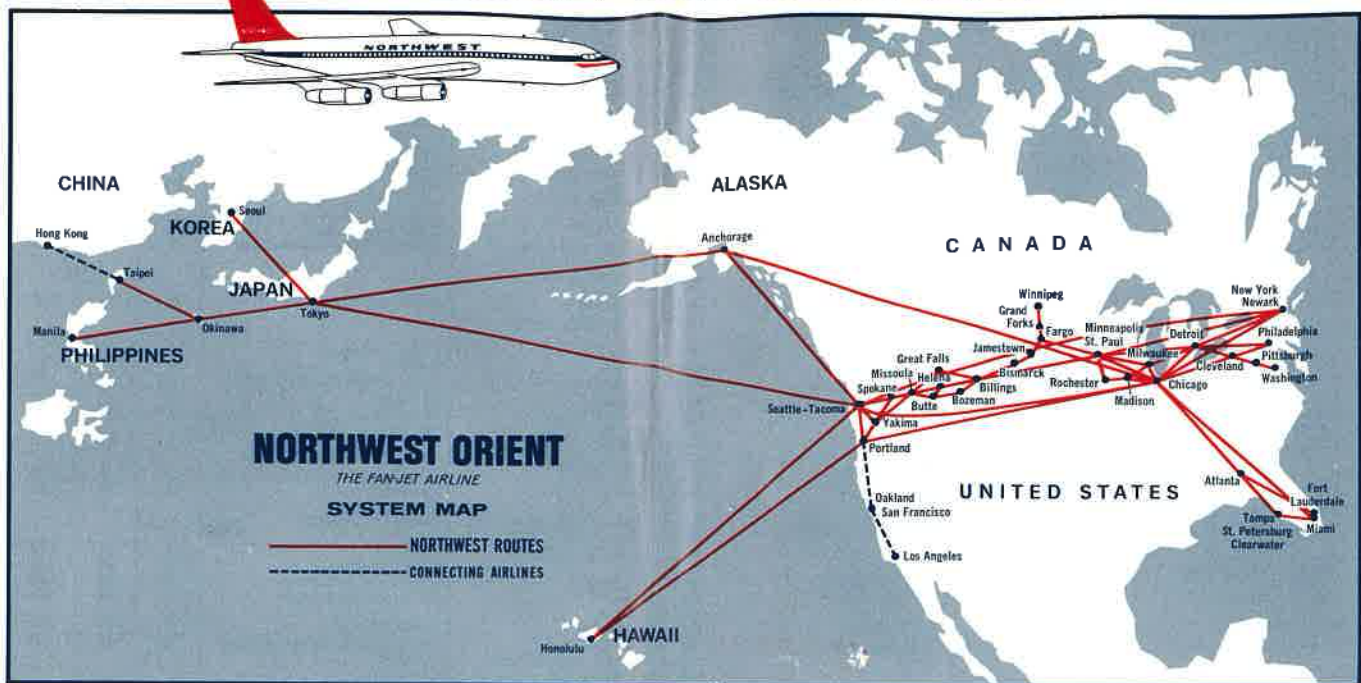 NORTHWEST
CHINA
ALASKA
Seoul
KOREA
Hong Kong
Anchorage
CANADA
Taipei
JAPAN
Tokyo
Winnipeg
Grand
Forks
New York
Newark
Manila
Okinawa
PHILIPPINES
Fargo
Minneapolis
St. Paul
Detroit
Philadelphia
Jamestown
Milwaukee
Great Falls
Missoula
Helena
Bismarck
Cleveland
Pittsburgh
Spokane
Billings
Rochester
Chicago
Washington
Seattle-Tacoma
Butte
Bozeman
Madison
Yakima
Portland
NORTHWEST ORIENT
THE FAN-JET AIRLINE
SYSTEM MAP
NORTHWEST ROUTES
CONNECTING AIRLINES
Oakland
San Francisco
Los Angeles
UNITED STATES
Atlanta
Fort
Lauderdale
Tampa
St. Petersburg
Clearwater
Miami
Honolulu
HAWAII